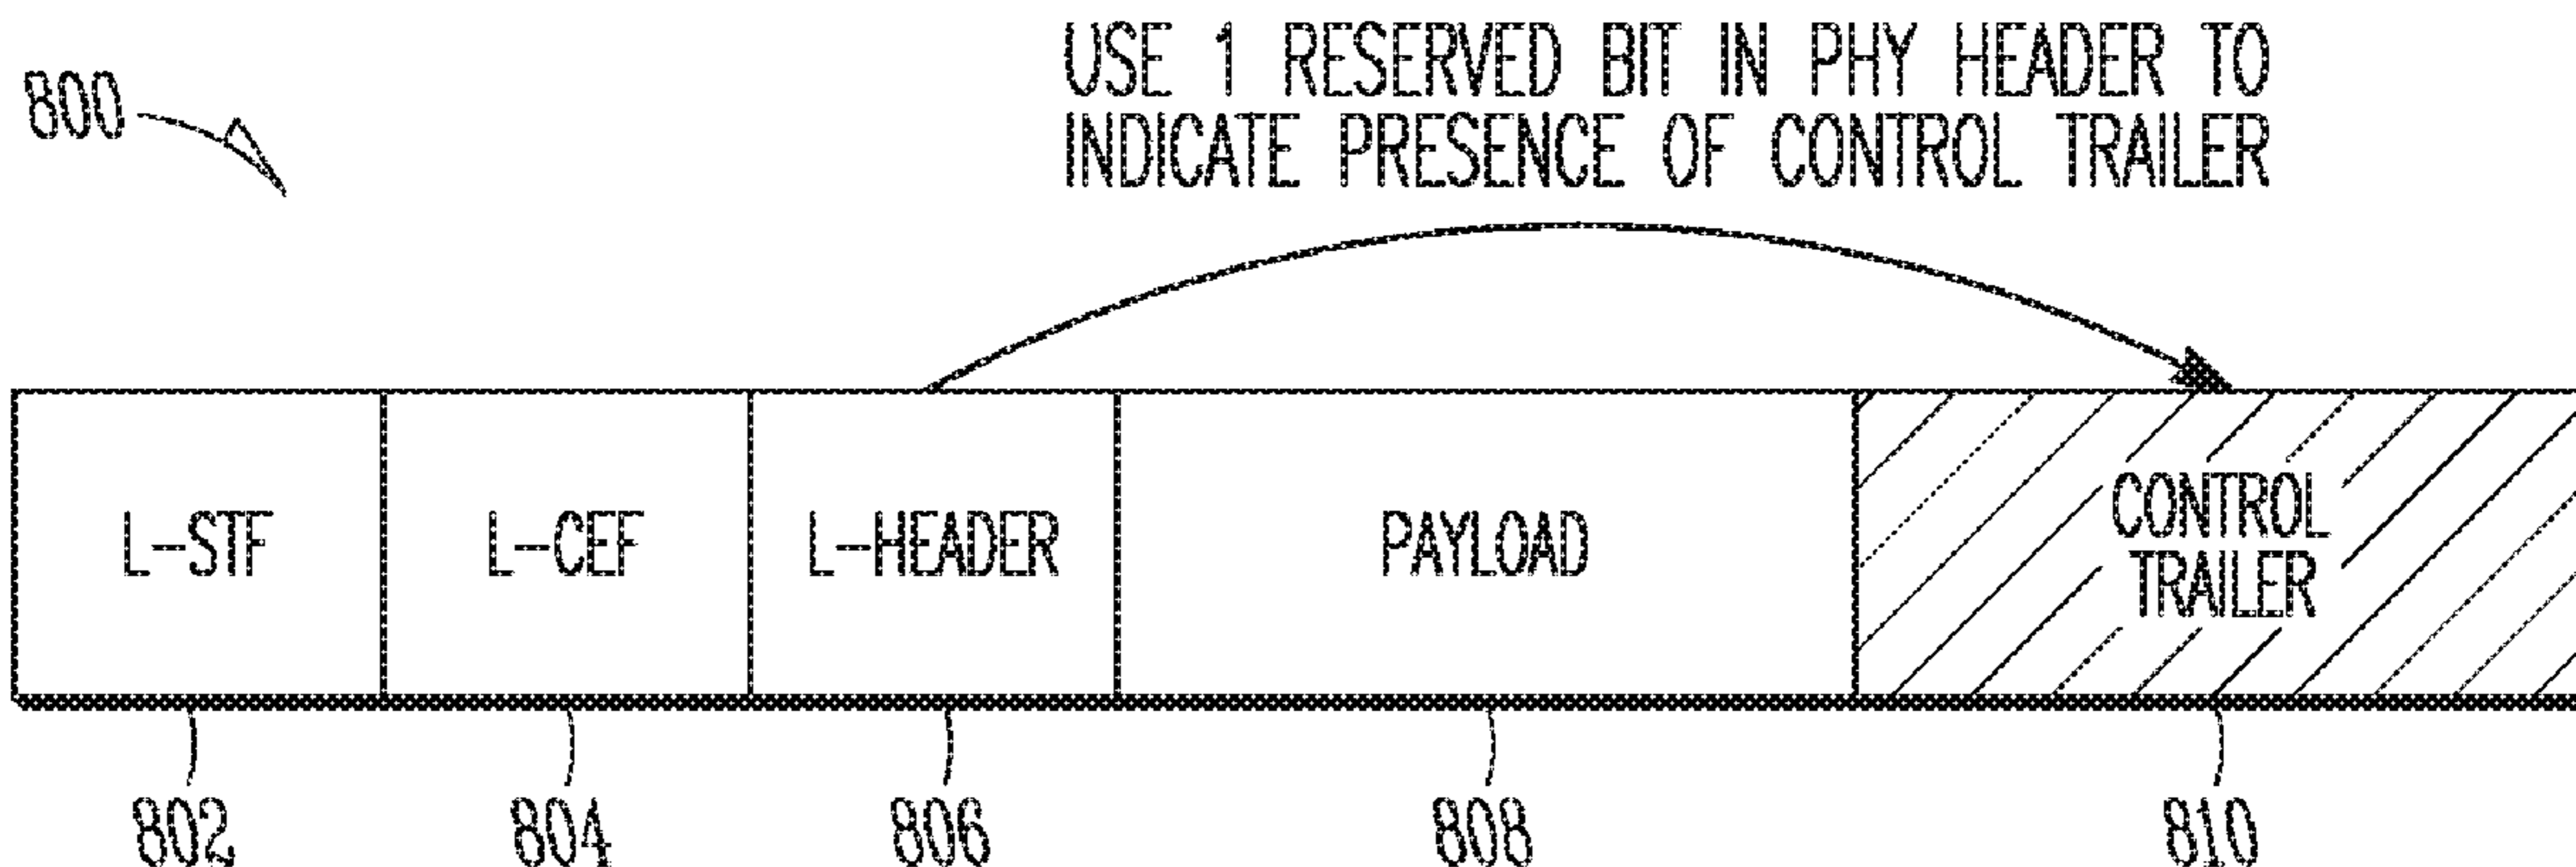 800
USE 1 RESERVED BIT IN PHY HEADER TO
INDICATE PRESENCE OF CONTROL TRAILER
L-STF
L-CEF
L-HEADER
PAYLOAD
CONTROL
TRAILER
802
804
806
808
810